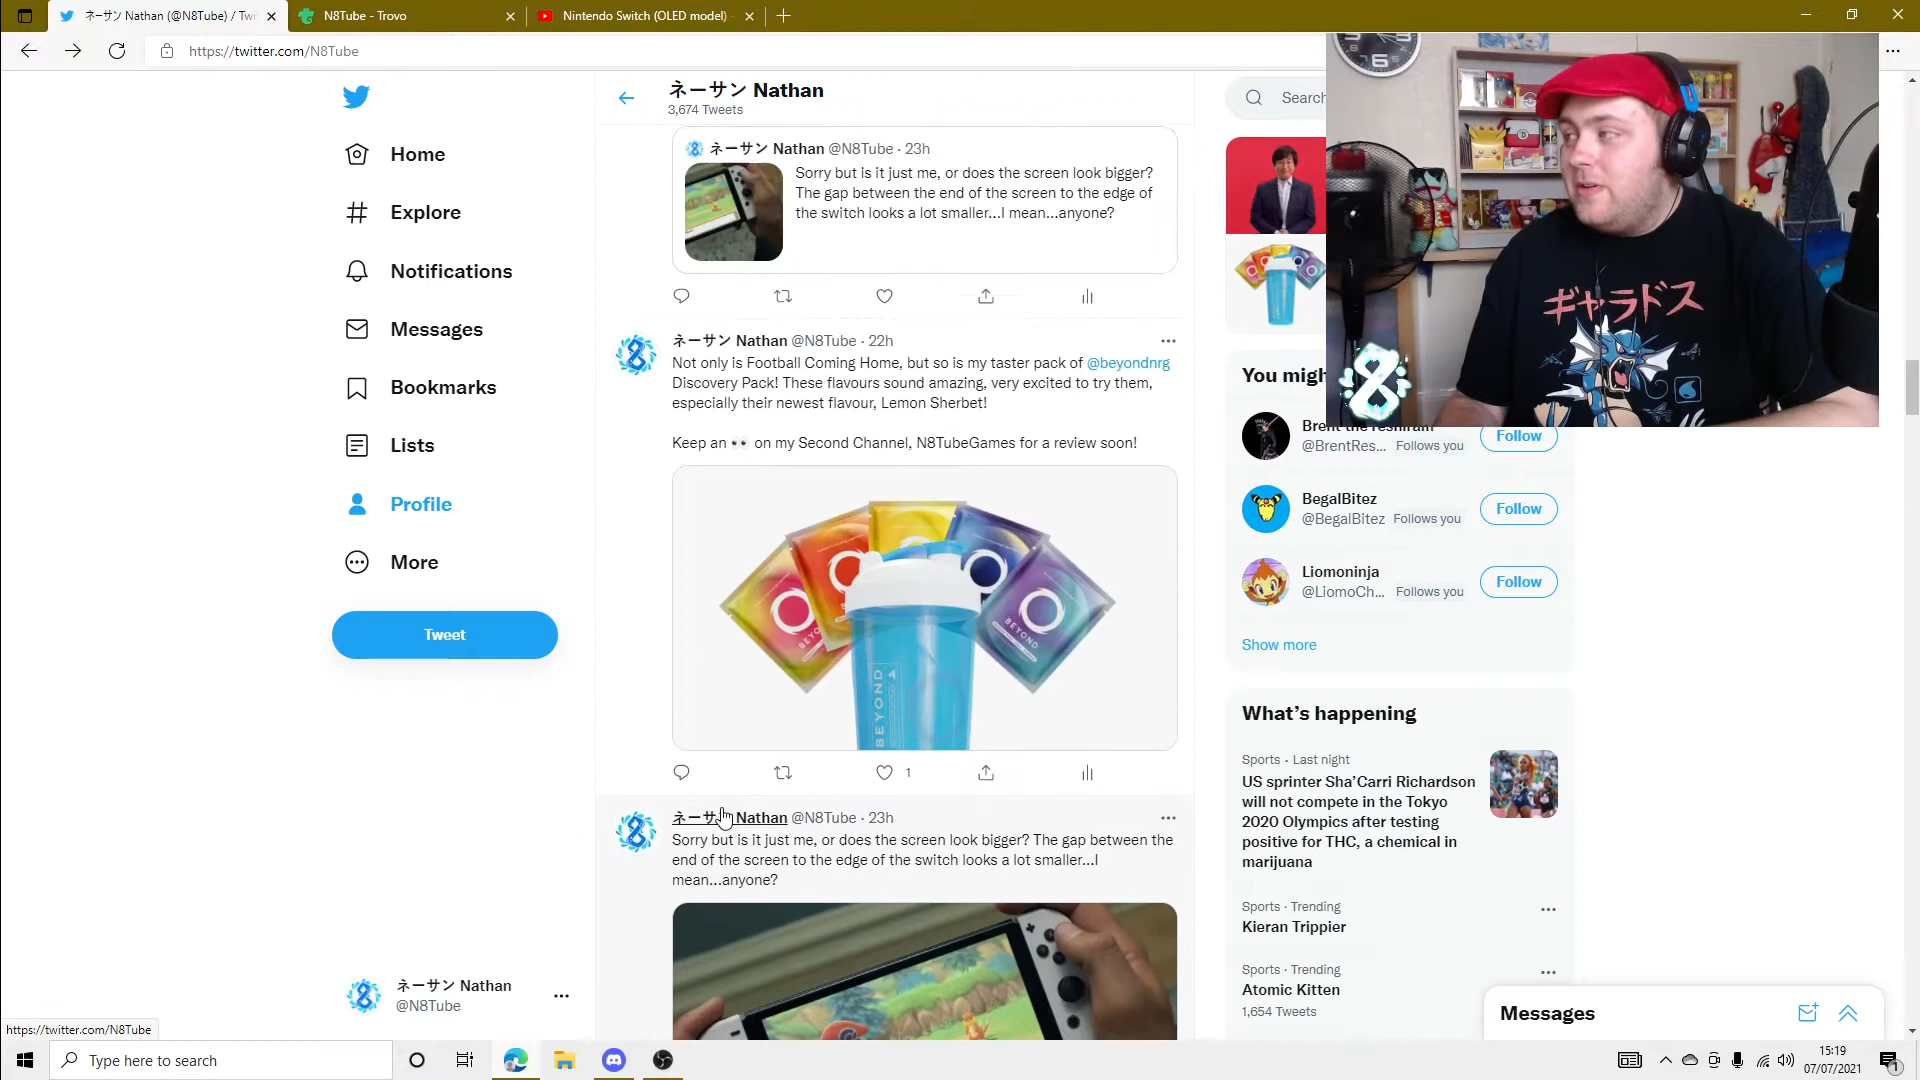 ネーサン Nathan (@N8Tube) / Twi
N8Tube - Trovo
Nintendo Switch (OLED model)
https://twitter.com/N8Tube
Home
Explore
Notifications
Messages
Bookmarks
Lists
Profile
More
Tweet
ネーサン Nathan
@N8Tube
ネーサン Nathan
3,674 Tweets
ネーサン Nathan @N8Tube · 23h
Sorry but is it just me, or does the screen look bigger?
The gap between the end of the screen to the edge of
the switch looks a lot smaller...I mean...anyone?
ネーサン Nathan @N8Tube · 22h
Not only is Football Coming Home, but so is my taster pack of @beyondnrg
Discovery Pack! These flavours sound amazing, very excited to try them,
especially their newest flavour, Lemon Sherbet!
Keep an 👀 on my Second Channel, N8TubeGames for a review soon!
BEYOND
BEYOND
1
ネーサン Nathan @N8Tube · 23h
Sorry but is it just me, or does the screen look bigger? The gap between the
end of the screen to the edge of the switch looks a lot smaller...I
mean...anyone?
Search
6
ギャラドス
8
You migh
Brent the reshiram
@BrentRes... Follows you
Follow
BegalBitez
@BegalBitez Follows you
Follow
Liomoninja
@LiomoCh... Follows you
Follow
Show more
What's happening
Sports · Last night
US sprinter Sha'Carri Richardson
will not compete in the Tokyo
2020 Olympics after testing
positive for THC, a chemical in
marijuana
Sports · Trending
Kieran Trippier
Sports · Trending
Atomic Kitten
1,654 Tweets
Messages
https://twitter.com/N8Tube
Type here to search
15:19
07/07/2021
1